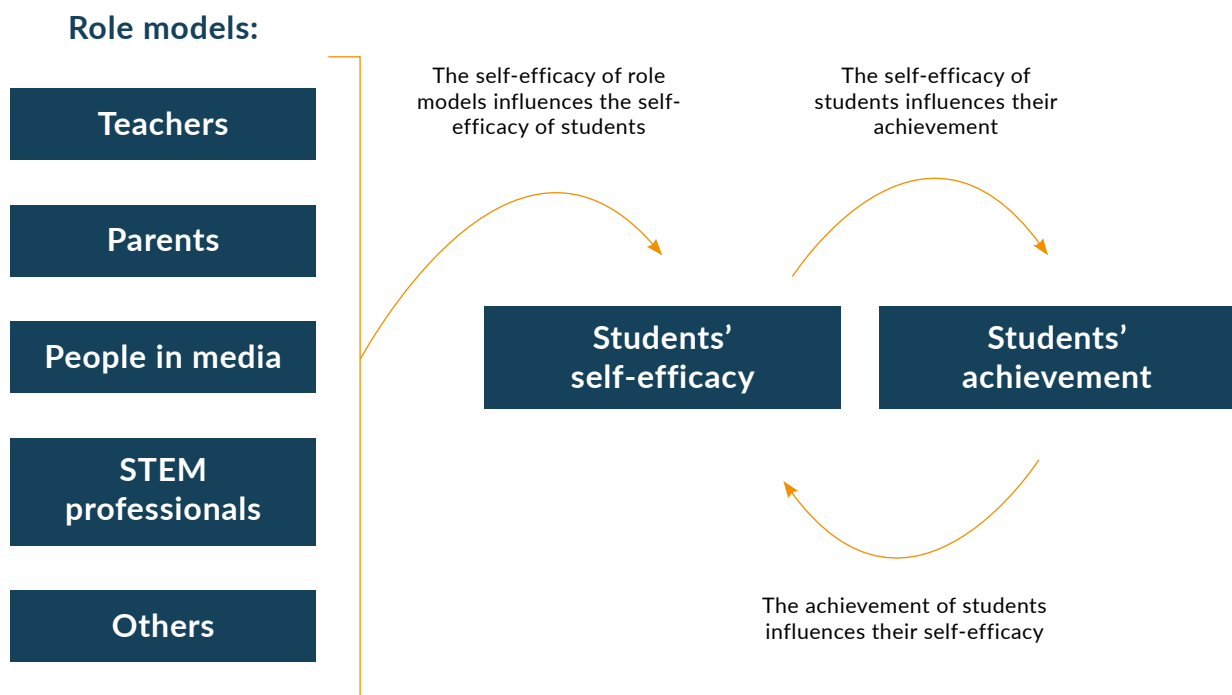 Role models:
Teachers
Parents
People in media
STEM
professionals
Others
The self-efficacy of role
models influences the self-
efficacy of students
The self-efficacy of
students influences their
achievement
Students’
self-efficacy
Students’
achievement
The achievement of students
influences their self-efficacy